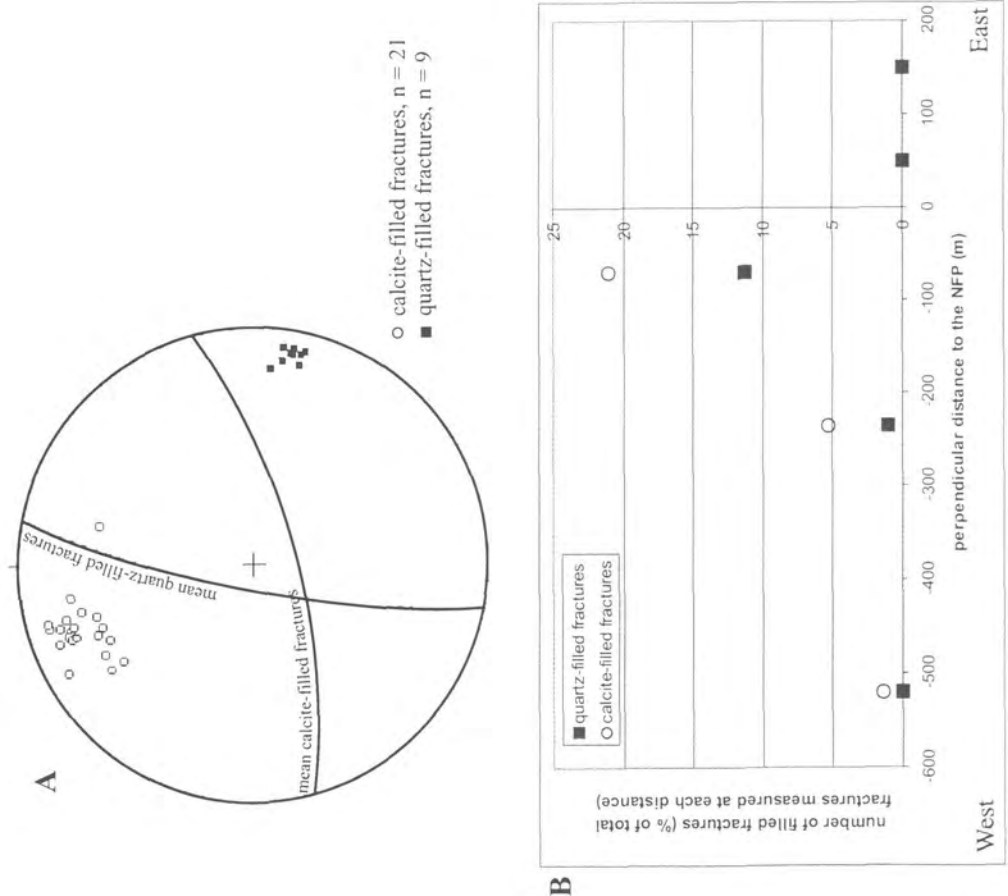 A
mean quartz-filled fractures
mean calcite-filled fractures
calcite-filled fractures, n = 21
quartz-filled fractures, n = 9
B
number of filled fractures (% of total
fractures measured at each distance)
quartz-filled fractures
calcite-filled fractures
25
20
15
10
5
0
-600
-500
-400
-300
-200
-100
0
100
200
perpendicular distance to the NFP (m)
West
East